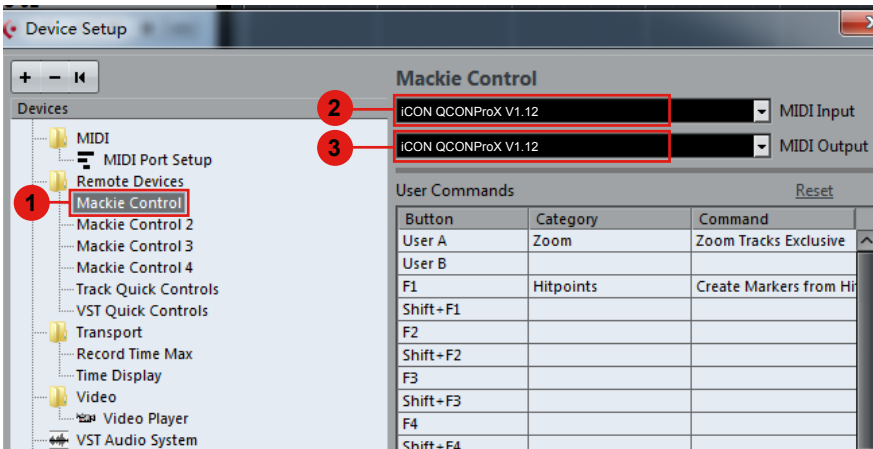 Device Setup
Devices
MIDI
MIDI Port Setup
Remote Devices
Mackie Control
Mackie Control 2
Mackie Control 3
Mackie Control 4
Track Quick Controls
VST Quick Controls
Transport
Record Time Max
Time Display
Video
Video Player
VST Audio System
1
Mackie Control
2 iCON QCONProX V1.12 MIDI Input
3 iCON QCONProX V1.12 MIDI Output
User Commands Reset
Button Category Command
User A Zoom Zoom Tracks Exclusive
User B
F1 Hitpoints Create Markers from Hi
Shift+F1
F2
Shift+F2
F3
Shift+F3
F4
Shift+F4